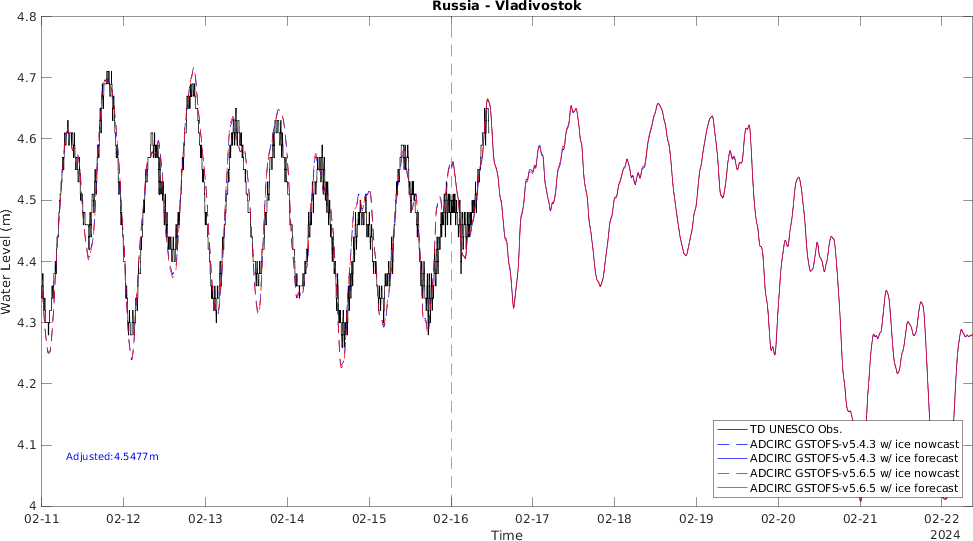 Russia - Vladivostok
4.8
4.7
4.6
4.5
4.4
4.3
4.2
4.1
4
Water Level (m)
Adjusted:4.5477m
TD UNESCO Obs.
ADCIRC GSTOFS-v5.4.3 w/ ice nowcast
ADCIRC GSTOFS-v5.4.3 w/ ice forecast
ADCIRC GSTOFS-v5.6.5 w/ ice nowcast
ADCIRC GSTOFS-v5.6.5 w/ ice forecast
02-11 02-12 02-13 02-14 02-15 02-16 02-17 02-18 02-19 02-20 02-21 02-22
Time
2024